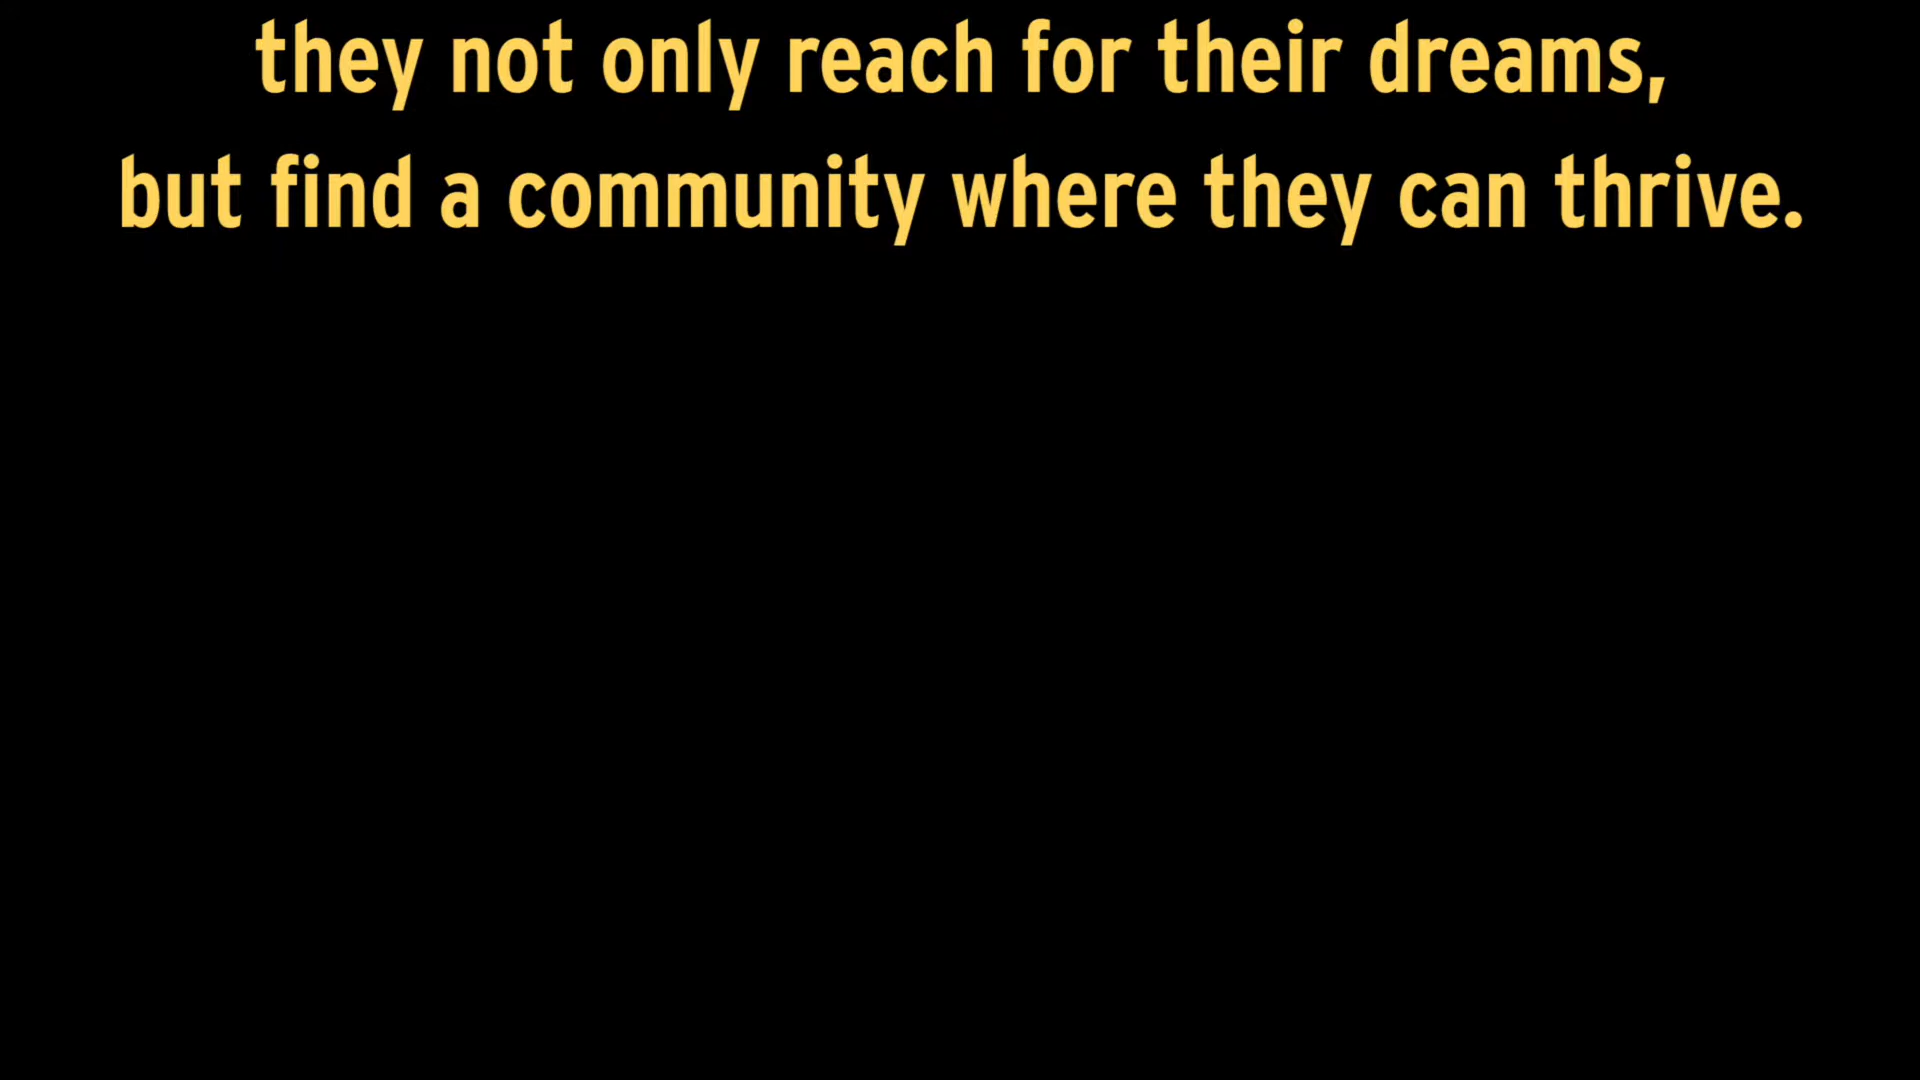 they not only reach for their dreams,
but find a community where they can thrive.